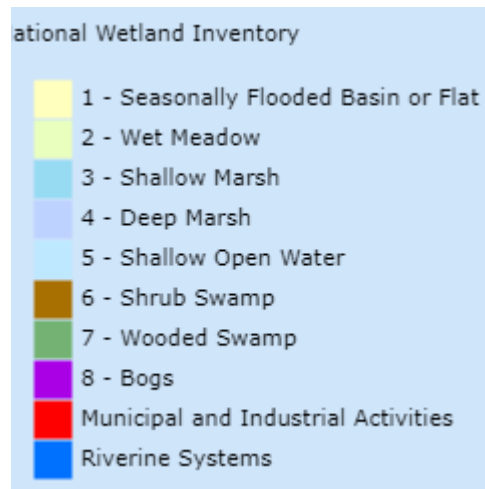 ational Wetland Inventory
1 - Seasonally Flooded Basin or Flat
2 - Wet Meadow
3 - Shallow Marsh
4 - Deep Marsh
5 - Shallow Open Water
6 - Shrub Swamp
7 - Wooded Swamp
8 - Bogs
Municipal and Industrial Activities
Riverine Systems